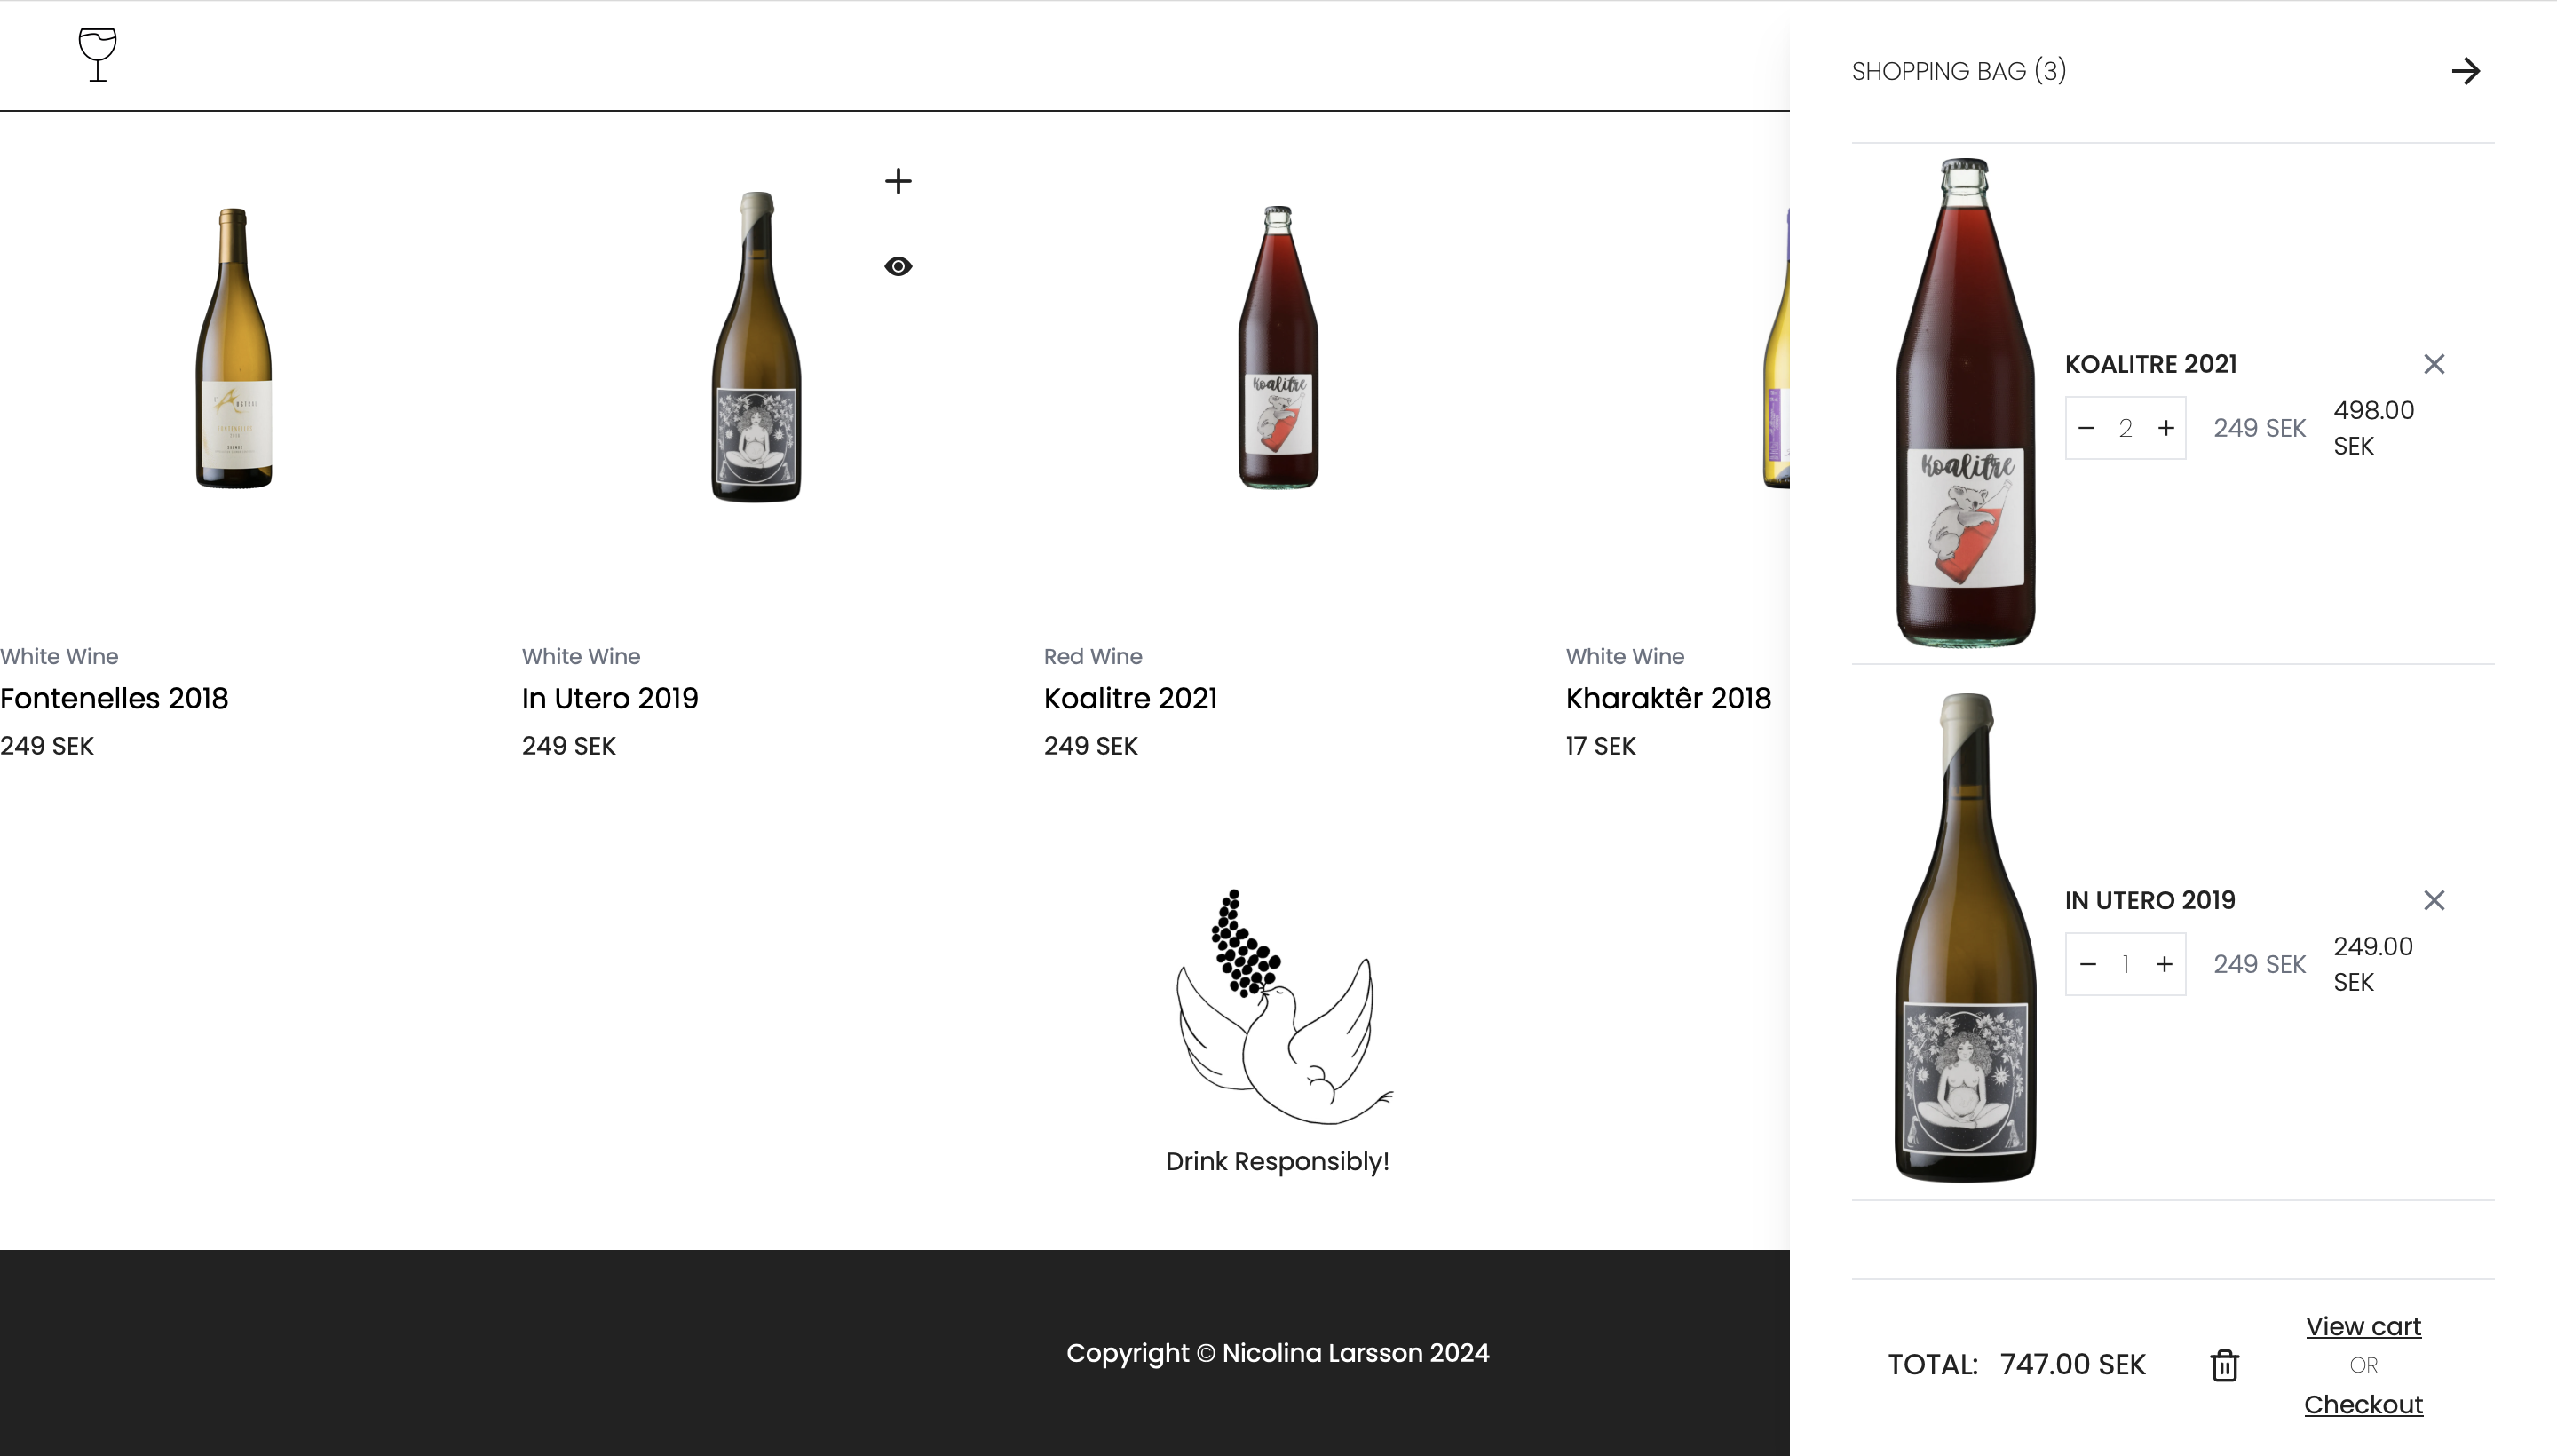 SHOPPING BAG (3)
White Wine
Fontenelles 2018
249 SEK
White Wine
In Utero 2019
249 SEK
Koalitre
Red Wine
Koalitre 2021
249 SEK
White Wine
Kharaktêr 2018
17 SEK
Drink Responsibly!
Copyright © Nicolina Larsson 2024
Koalitre
KOALITRE 2021
2 249 SEK 498.00
SEK
IN UTERO 2019
1 249 SEK 249.00
SEK
TOTAL: 747.00 SEK
View cart
OR
Checkout